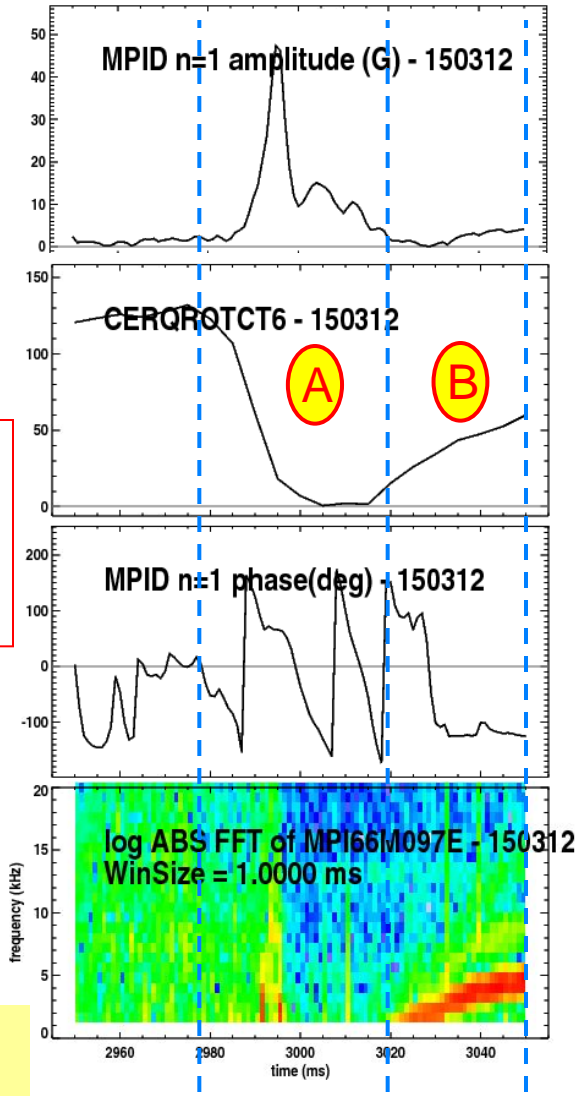 MPID n=1 amplitude (G) - 150312
50
40
30
20
10
0
CERQROTCT6 - 150312
150
100
50
0
A
B
MPID n=1 phase(deg) - 150312
200
100
0
-100
log ABS FFT of MPI66M097E - 150312
WinSize = 1.0000 ms
20
15
10
5
0
frequency (kHz)
2960 2980 3000 3020 3040
time (ms)